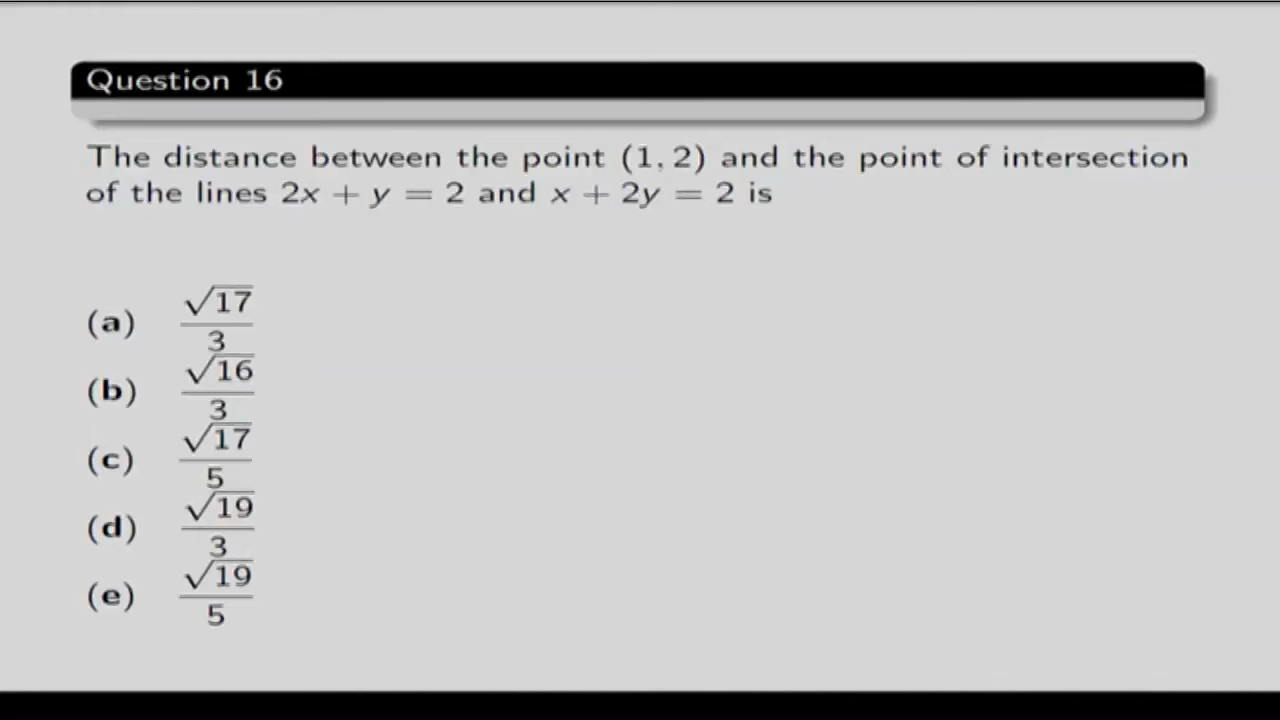 Question 16
The distance between the point (1, 2) and the point of intersection
of the lines 2x + y = 2 and x + 2y = 2 is
(a) √17/3
(b) √16/3
(c) √17/5
(d) √19/3
(e) √19/5